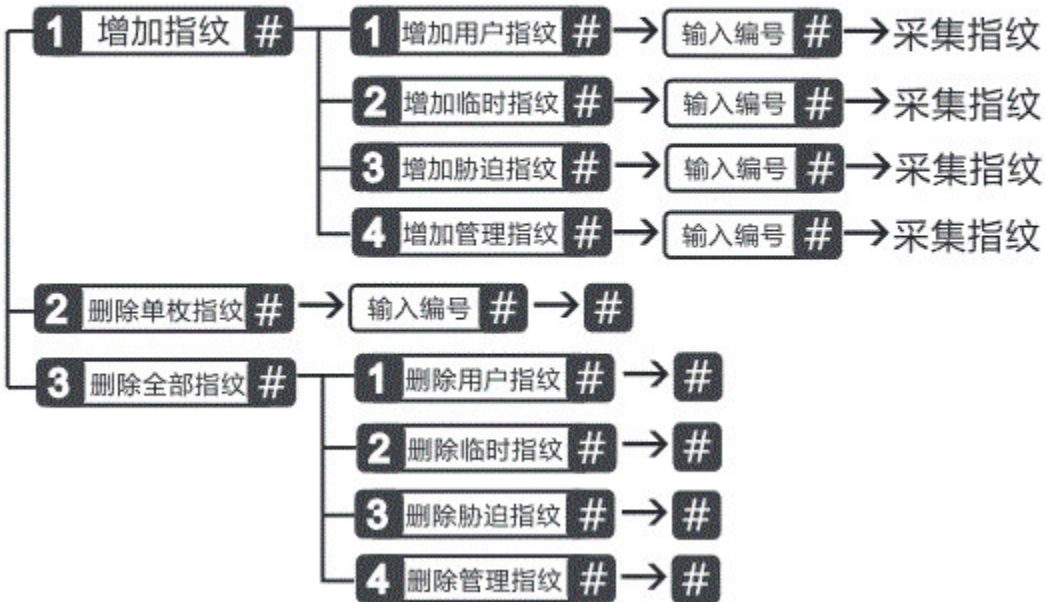 1 增加指纹 # 1 增加用户指纹 # → 输入编号 # → 采集指纹
2 增加临时指纹 # → 输入编号 # → 采集指纹
3 增加胁迫指纹 # → 输入编号 # → 采集指纹
4 增加管理指纹 # → 输入编号 # → 采集指纹
2 删除单枚指纹 # → 输入编号 # → #
3 删除全部指纹 # 1 删除用户指纹 # → #
2 删除临时指纹 # → #
3 删除胁迫指纹 # → #
4 删除管理指纹 # → #